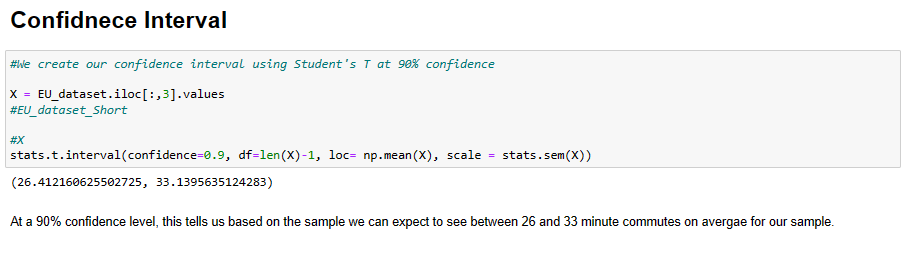 Confidnece Interval
#We create our confidence interval using Student's T at 90% confidence
X = EU_dataset.iloc[:,3].values
#EU_dataset_Short
#X
stats.t.interval(confidence=0.9, df=len(X)-1, loc= np.mean(X), scale = stats.sem(X))
(26.412160625502725, 33.1395635124283)
At a 90% confidence level, this tells us based on the sample we can expect to see between 26 and 33 minute commutes on avergae for our sample.